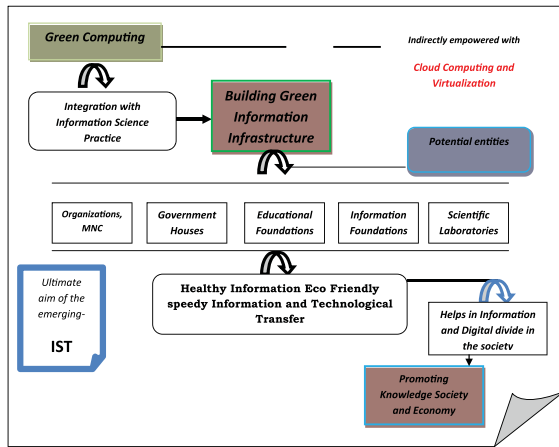 Green Computing
Indirectly empowered with
Cloud Computing and
Virtualization
Integration with
Information Science
Practice
Building Green
Information
Infrastructure
Potential entities
Organizations,
MNC
Government
Houses
Educational
Foundations
Information
Foundations
Scientific
Laboratories
Ultimate
aim of the
emerging-
IST
Healthy Information Eco Friendly
speedy Information and Technological
Transfer
Helps in Information
and Digital divide in
the society
Promoting
Knowledge Society
and Economy